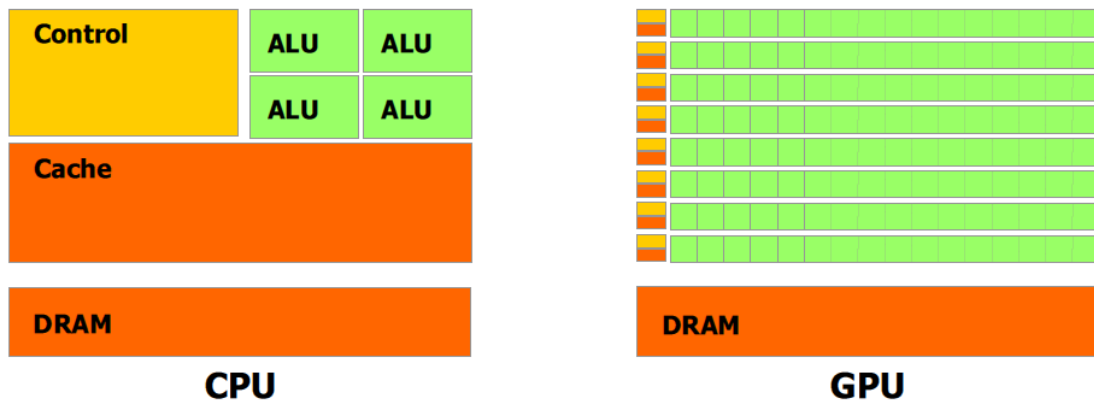 Control
ALU ALU
ALU ALU
Cache
DRAM
CPU
DRAM
GPU